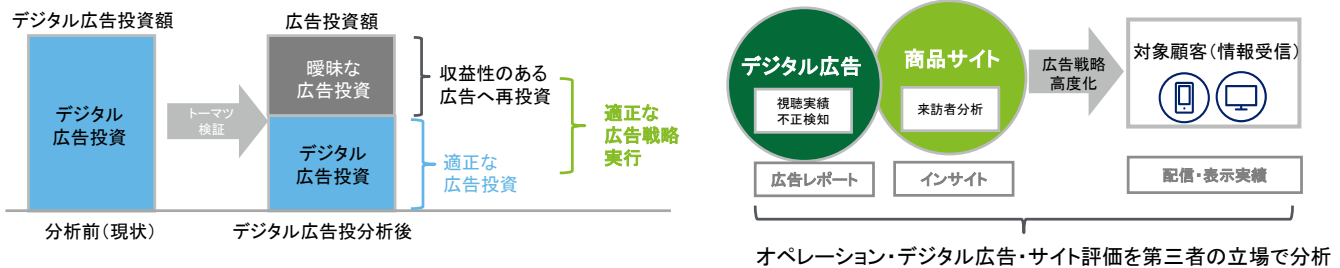 デジタル広告投資額
デジタル
広告投資
分析前(現状)
トーマツ
検証
広告投資額
曖昧な
広告投資
デジタル
広告投資
デジタル広告投分析後
収益性のある
広告へ再投資
適正な
広告投資
適正な
広告戦略
実行
デジタル広告
視聴実績
不正検知
広告レポート
商品サイト
来訪者分析
インサイト
広告戦略
高度化
対象顧客(情報受信)
配信・表示実績
オペレーション・デジタル広告・サイト評価を第三者の立場で分析